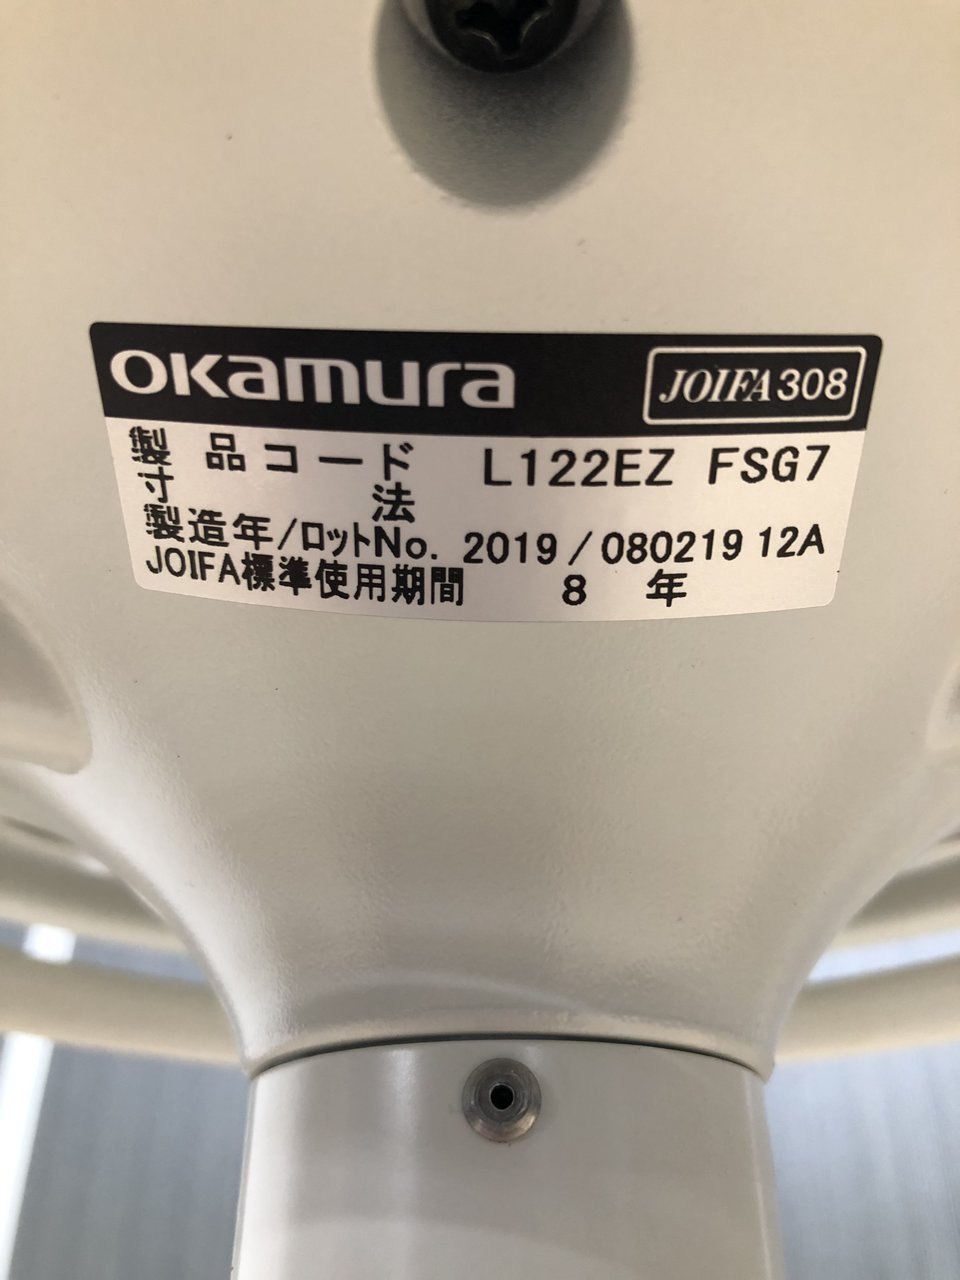 OKamura JOIFA308
製品コード L122EZ FSG7
寸法
製造年/ロットNo. 2019/080219 12A
JOIFA標準使用期間 8 年